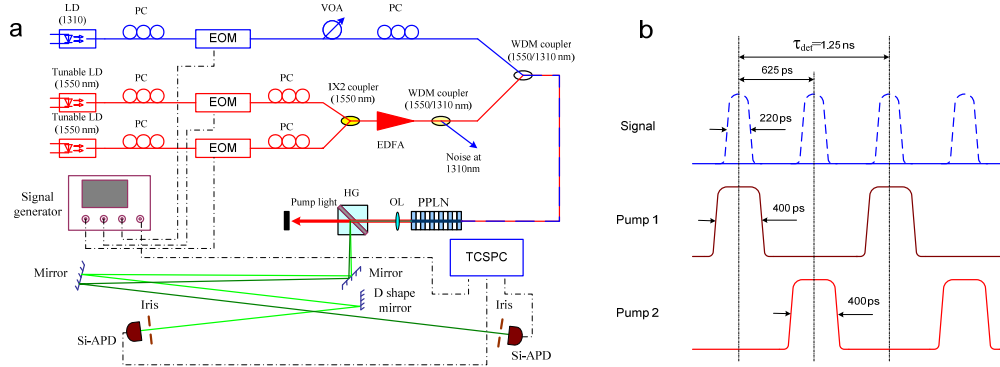 a
LD
(1310)
PC
EOM
VOA
PC
WDM coupler
(1550/1310 nm)
Tunable LD
(1550 nm)
PC
EOM
PC
1X2 coupler
(1550 nm)
WDM coupler
(1550/1310 nm)
Tunable LD
(1550 nm)
PC
EOM
PC
EDFA
Noise at
1310nm
Signal
generator
Pump light
HG
OL
PPLN
TCSPC
Mirror
Mirror
D shape
mirror
Iris
Iris
Si-APD
Si-APD
b
τdet=1.25 ns
625 ps
Signal
220 ps
Pump 1
400 ps
Pump 2
400 ps